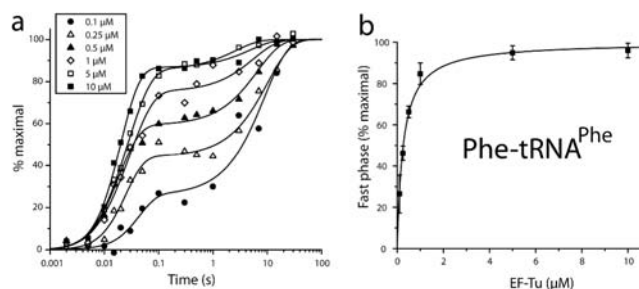 a
0.1 μM
0.25 μM
0.5 μM
1 μM
5 μM
10 μM
% maximal
100
80
60
40
20
0
0.001
0.01
0.1
1
10
100
Time (s)
b
Fast phase (% maximal)
100
80
60
40
20
0
0
2
4
6
8
10
EF-Tu (μM)
Phe-tRNAPhe